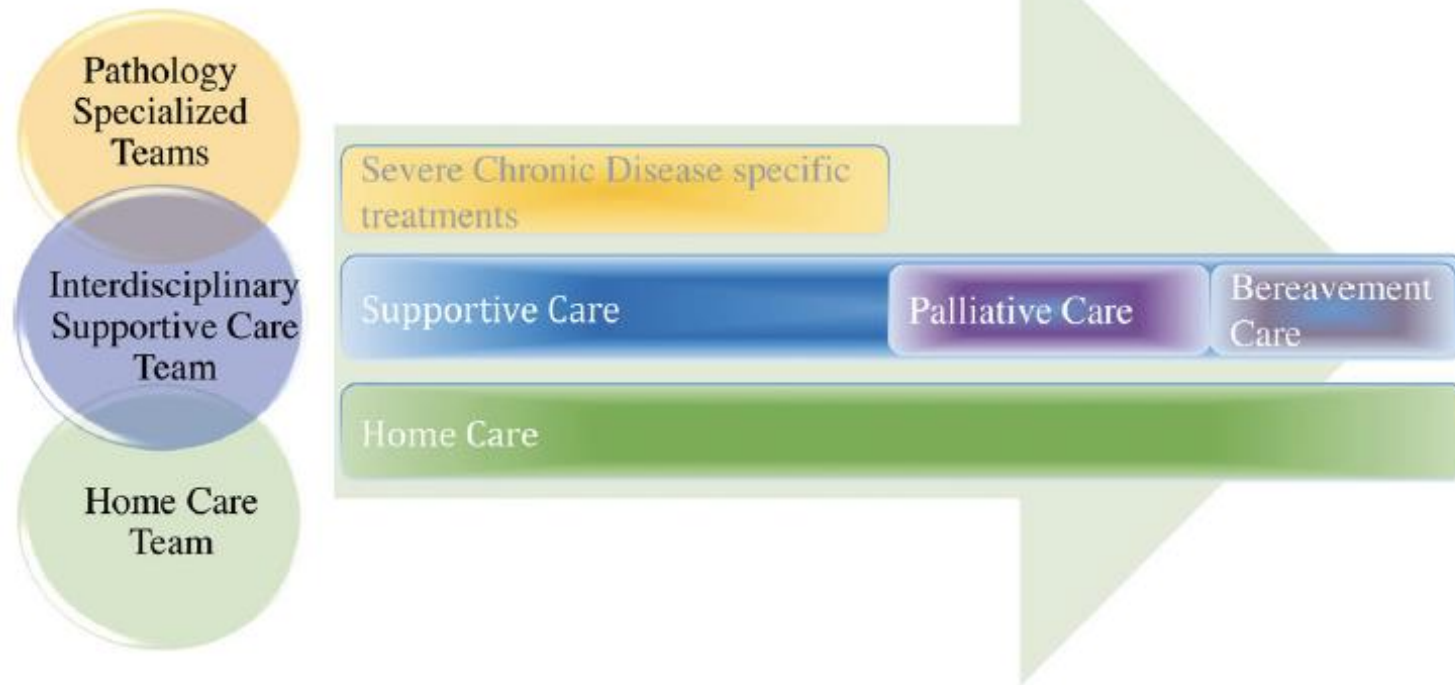 Pathology
Specialized
Teams
Interdisciplinary
Supportive Care
Team
Home Care
Team
Severe Chronic Disease specific
treatments
Supportive Care
Palliative Care
Bereavement
Care
Home Care